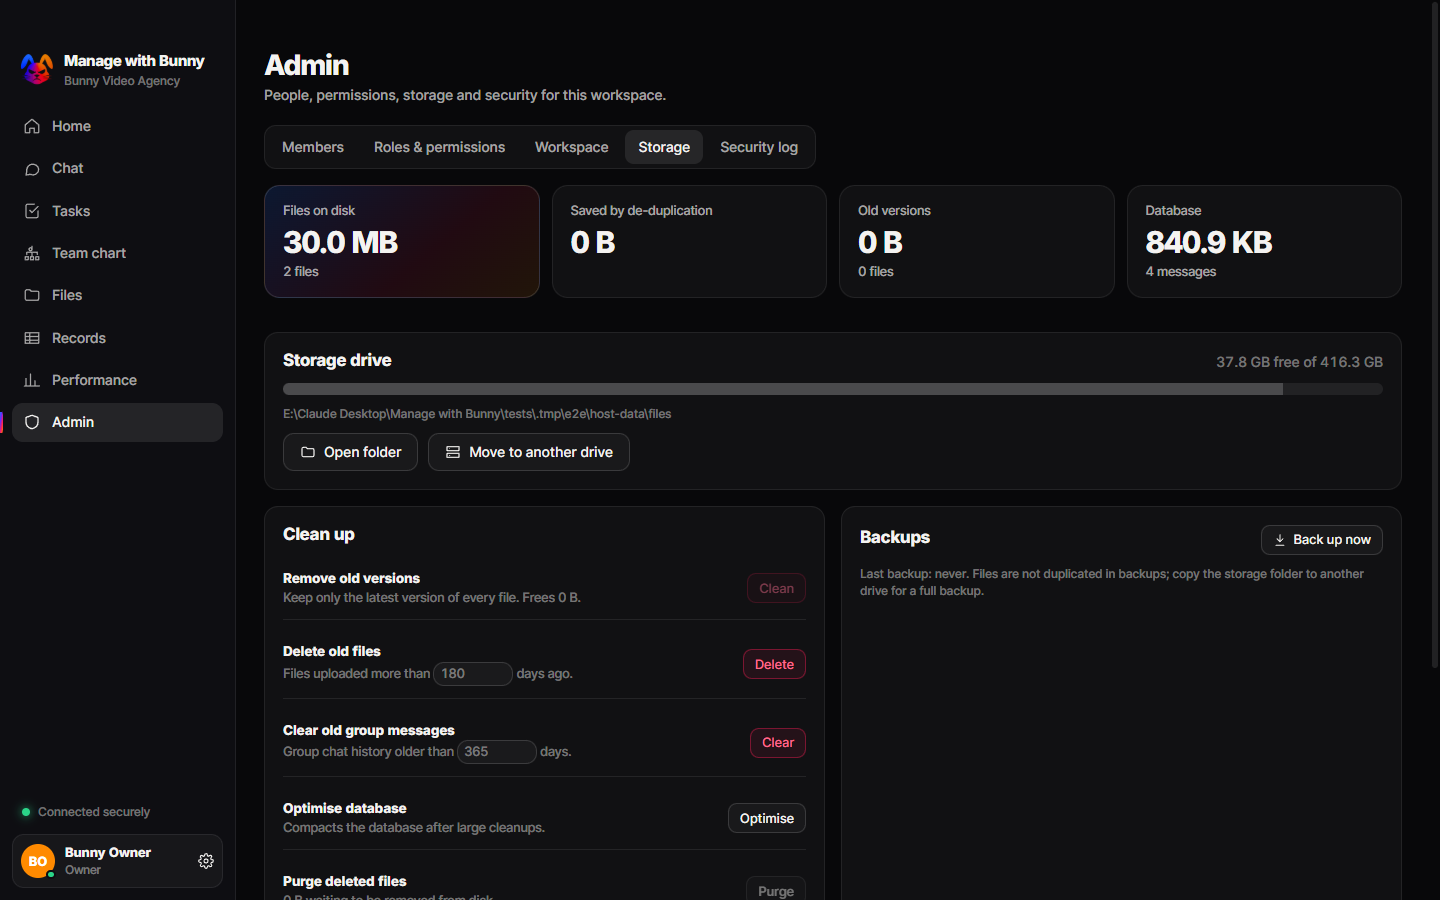 Manage with Bunny
Bunny Video Agency
Home
Chat
Tasks
Team chart
Files
Records
Performance
Admin
Connected securely
BO
Bunny Owner
Owner
Admin
People, permissions, storage and security for this workspace.
Members
Roles & permissions
Workspace
Storage
Security log
Files on disk
30.0 MB
2 files
Saved by de-duplication
0 B
Old versions
0 B
0 files
Database
840.9 KB
4 messages
Storage drive
37.8 GB free of 416.3 GB
E:\Claude Desktop\Manage with Bunny\tests\.tmp\e2e\host-data\files
Open folder
Move to another drive
Clean up
Remove old versions
Keep only the latest version of every file. Frees 0 B.
Clean
Delete old files
Files uploaded more than 180 days ago.
Delete
Clear old group messages
Group chat history older than 365 days.
Clear
Optimise database
Compacts the database after large cleanups.
Optimise
Purge deleted files
0 B waiting to be removed from disk.
Purge
Backups
Back up now
Last backup: never. Files are not duplicated in backups; copy the storage folder to another
drive for a full backup.